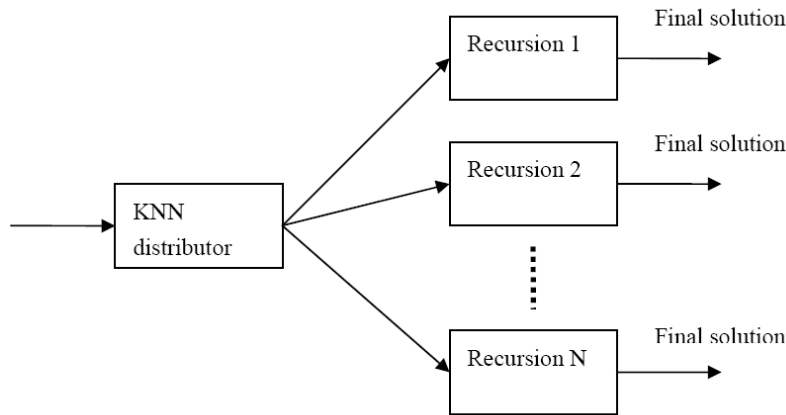 Final solution
Recursion 1
Final solution
Recursion 2
KNN
distributor
Final solution
Recursion N